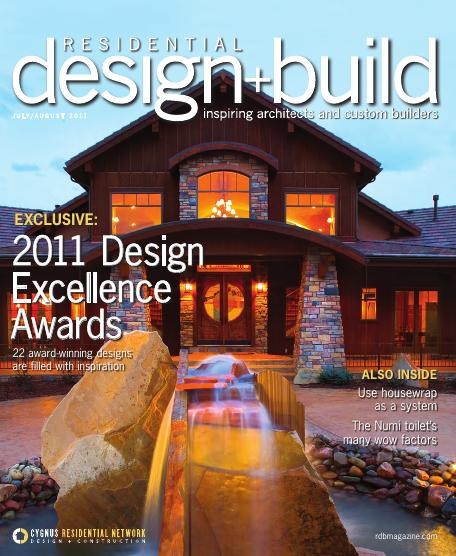 RESIDENTIAL
design+build
JULY/AUGUST 2011
inspiring architects and custom builders
EXCLUSIVE:
2011 Design
Excellence
Awards
22 award-winning designs
are filled with inspiration
ALSO INSIDE
Use housewrap
as a system
The Numi toilet's
many wow factors
CYGNUS RESIDENTIAL NETWORK
DESIGN + CONSTRUCTION
rdbmagazine.com